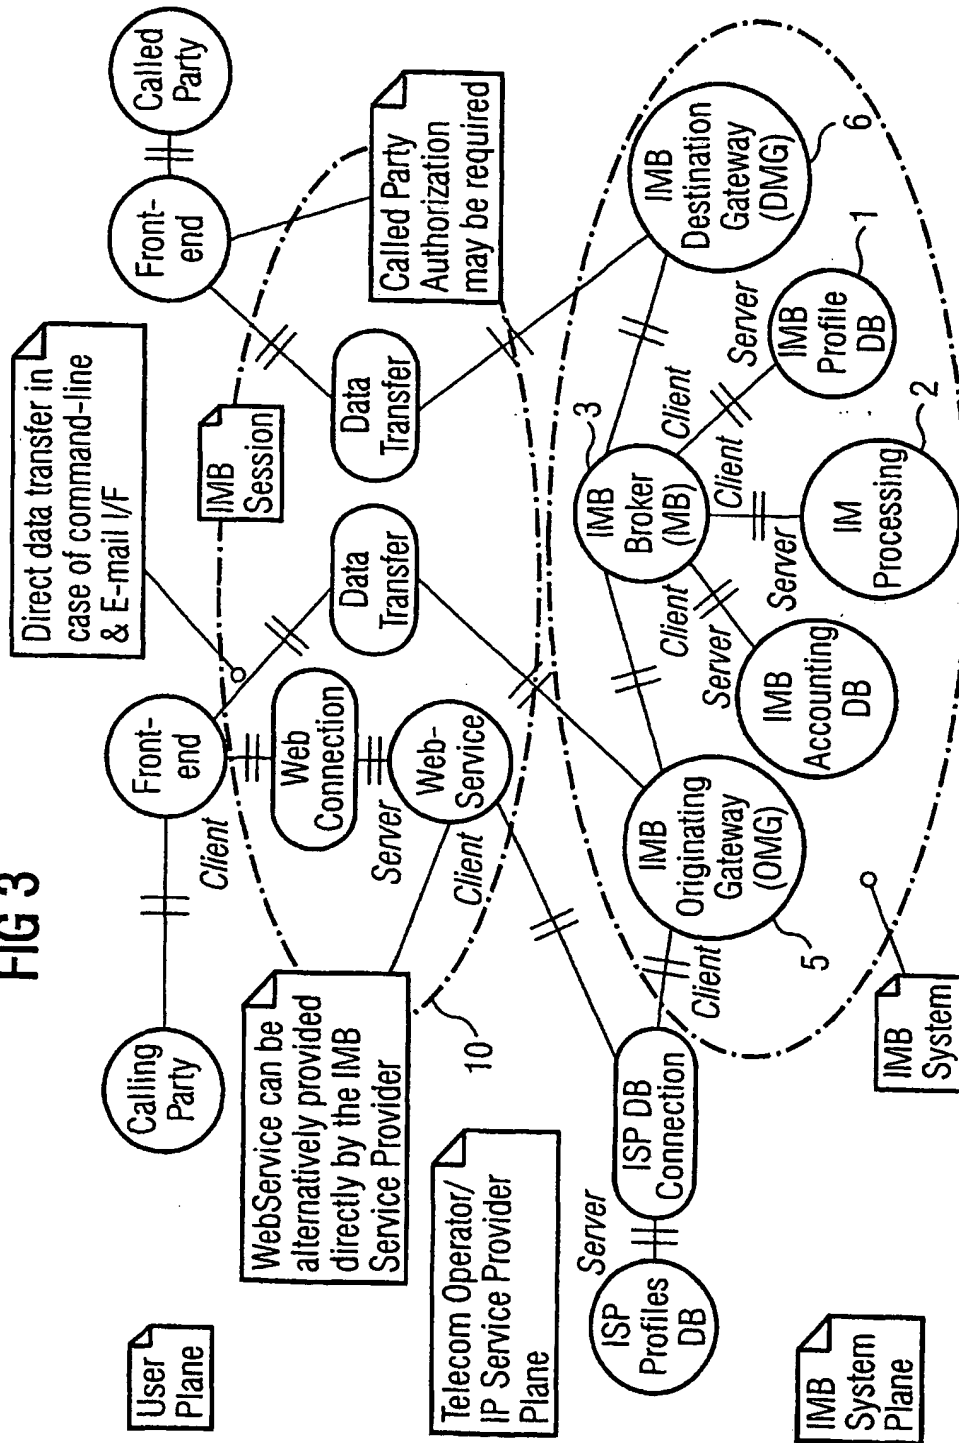 FIG 3
User
Plane
Calling
Party
Client
Front-
end
Direct data transfer in
case of command-line
& E-mail I/F
Front-
end
Called
Party
WebService can be
alternatively provided
directly by the IMB
Service Provider
Web
Connection
Server
IMB
Session
Called Party
Authorization
may be required
Data
Transfer
Data
Transfer
Web-
Service
Client
10
Telecom Operator/
IP Service Provider
Plane
Server
ISP
Profiles
DB
ISP DB
Connection
Client
IMB
Originating
Gateway
(OMG)
5
3
IMB
Broker
(MB)
Client
Server
IMB
Accounting
DB
Client
Server
IM
Processing
2
Client
Server
IMB
Profile
DB
1
IMB
Destination
Gateway
(DMG)
6
IMB
System
Plane
IMB
System